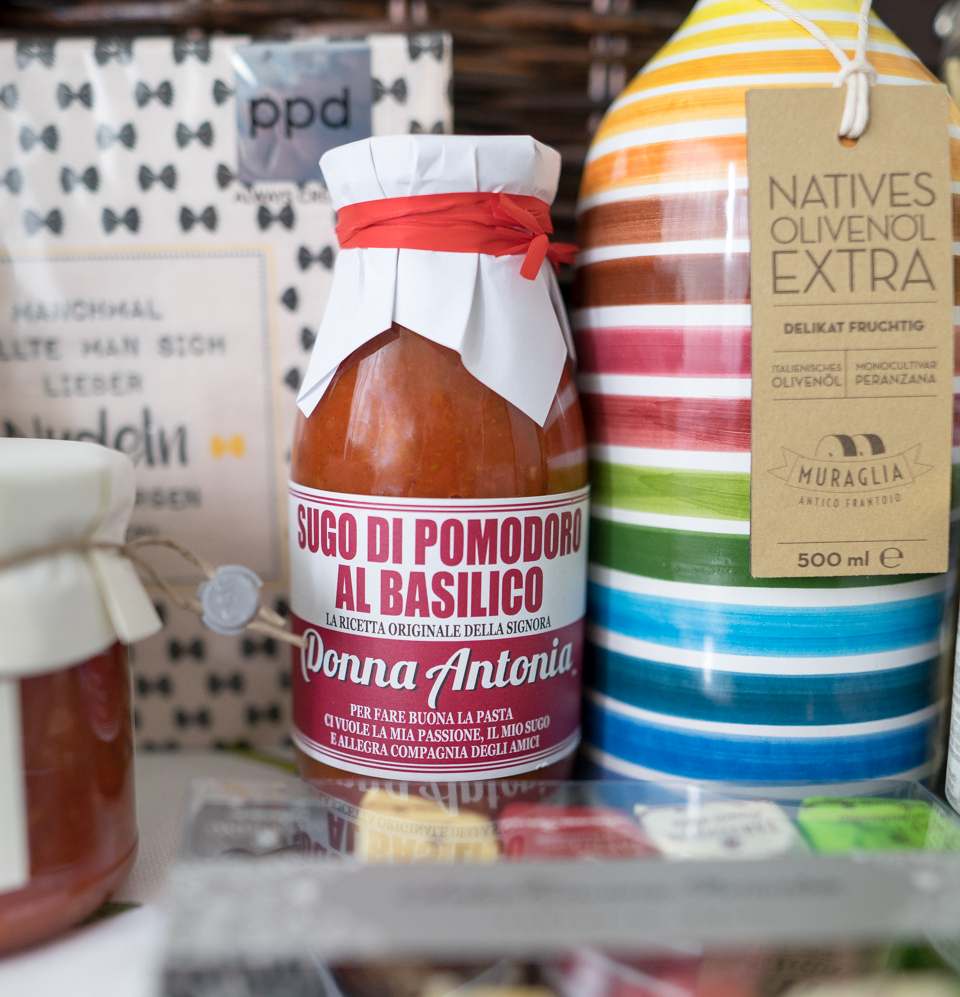 ppd
MANCHMAL
LTE MAN SICH
LIEBER
Nudeln
SUGO DI POMODORO
AL BASILICO
LA RICETTA ORIGINALE DELLA SIGNORA
Donna Antonia
PER FARE BUONA LA PASTA
CI VUOLE LA MIA PASSIONE, IL MIO SUGO
E ALLEGRA COMPAGNIA DEGLI AMICI
NATIVES
OLIVENÖL
EXTRA
DELIKAT FRUCHTIG
ITALIENISCHES
OLIVENÖL
MONOCULTIVAR
PERANZANA
MURAGLIA
ANTICO FRANTOIO
500 ml ℮